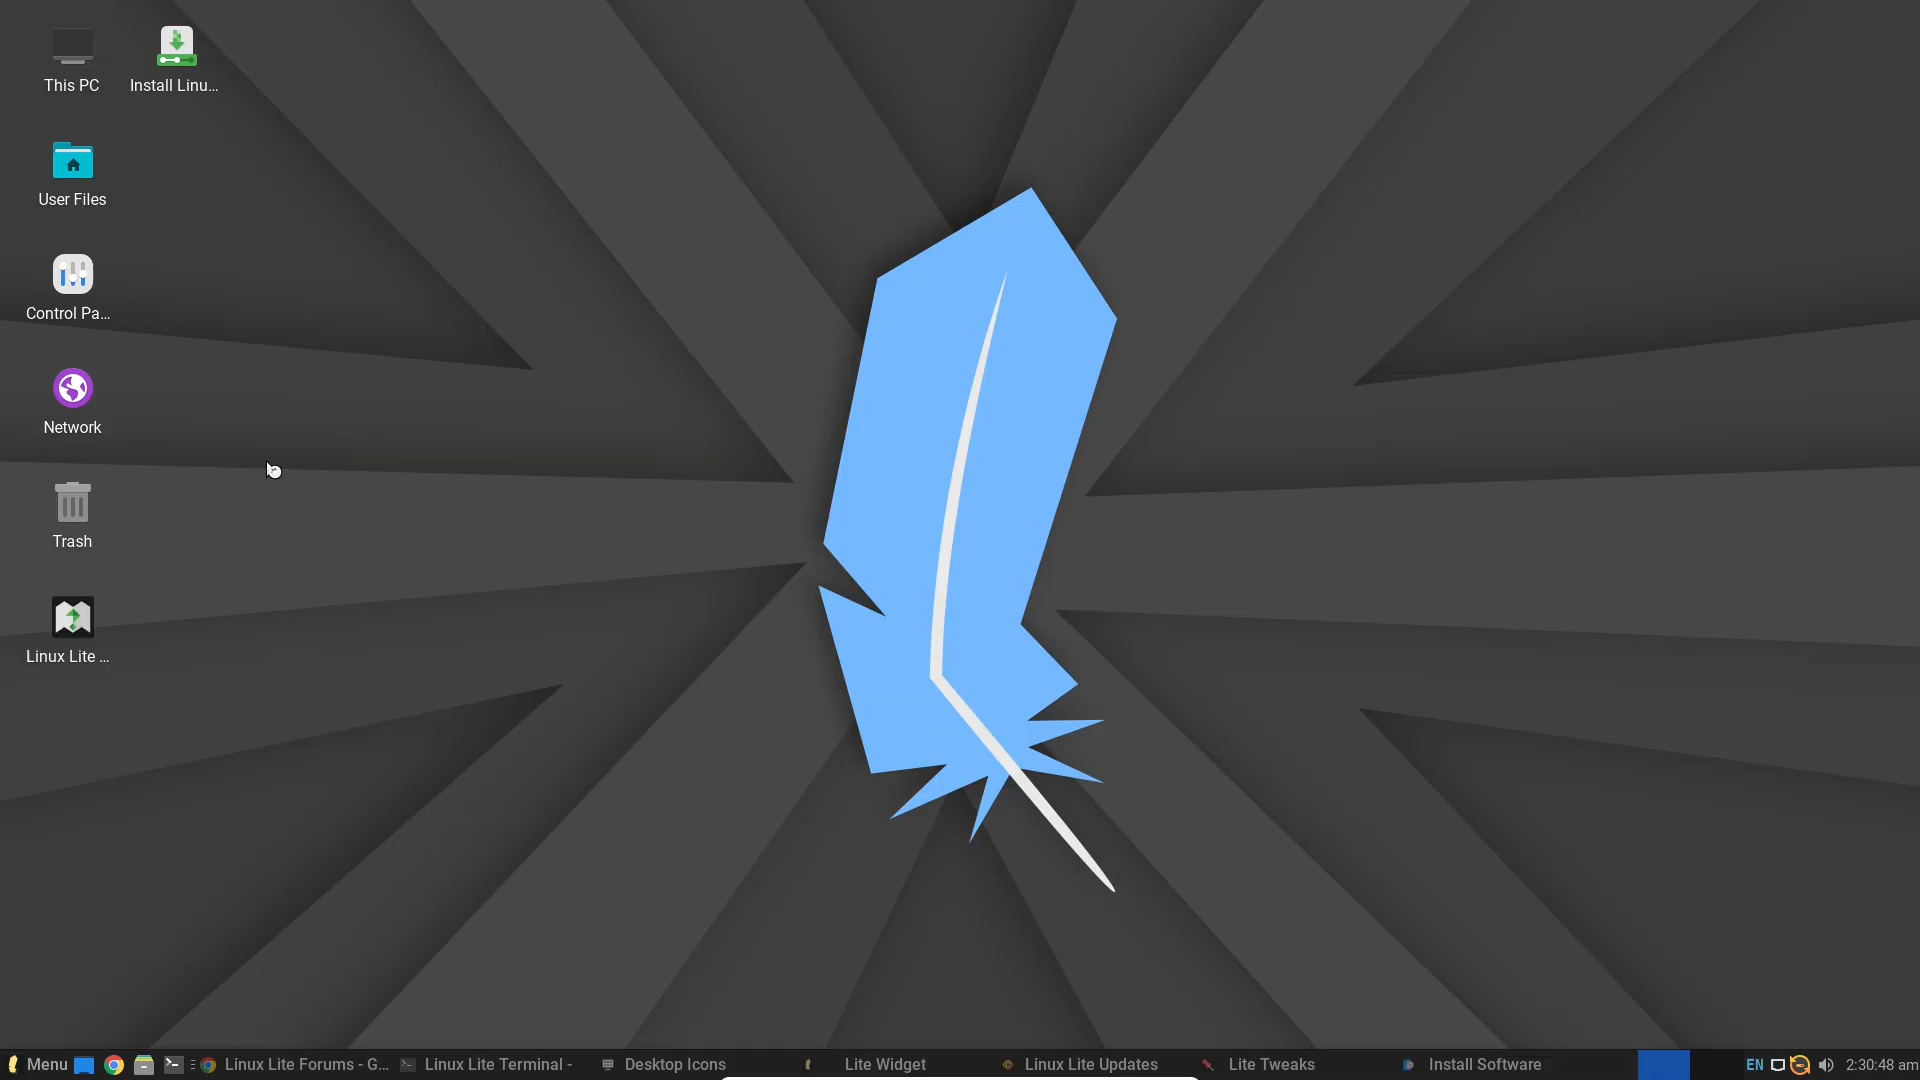 This PC
Install Linu...
User Files
Control Pa...
Network
Trash
Linux Lite ...
Menu
Linux Lite Forums - G...
Linux Lite Terminal -
Desktop Icons
Lite Widget
Linux Lite Updates
Lite Tweaks
Install Software
EN
2:30:48 am